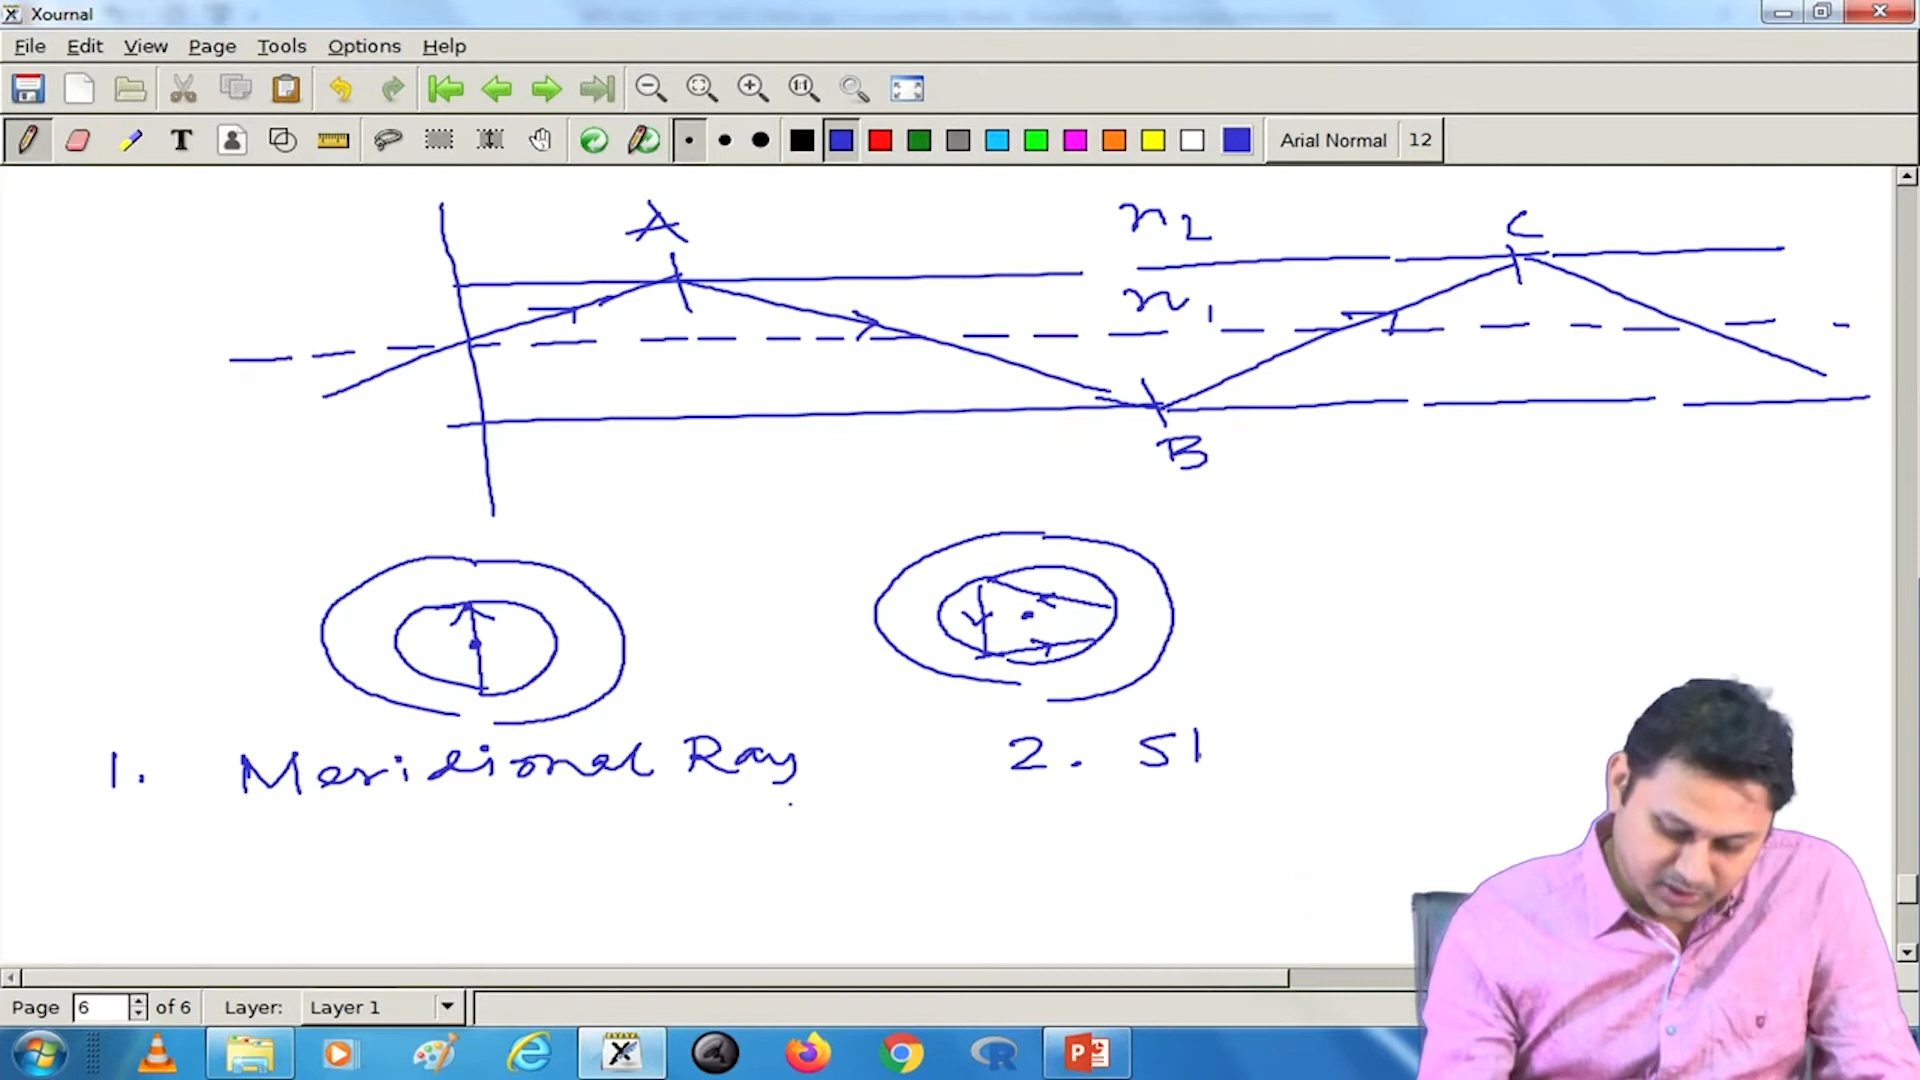 Xournal
File Edit View Page Tools Options Help
Arial Normal 12
A n2 C
n1
B
1. Meridional Ray 2. Sl
Page 6 of 6 Layer: Layer 1